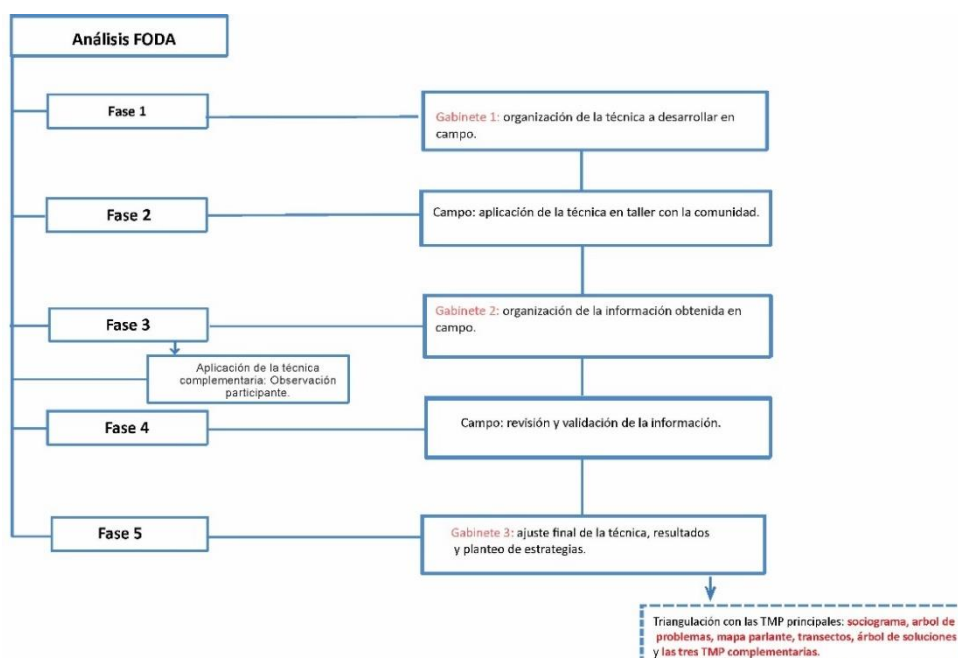 Análisis FODA
Fase 1
Gabinete 1: organización de la técnica a desarrollar en
campo.
Fase 2
Campo: aplicación de la técnica en taller con la comunidad.
Fase 3
Gabinete 2: organización de la información obtenida en
campo.
Aplicación de la técnica
complementaria: Observación
participante.
Fase 4
Campo: revisión y validación de la información.
Fase 5
Gabinete 3: ajuste final de la técnica, resultados
y planteo de estrategias.
Triangulación con las TMP principales: sociograma, arbol de
problemas, mapa parlante, transectos, árbol de soluciones
y las tres TMP complementarias.